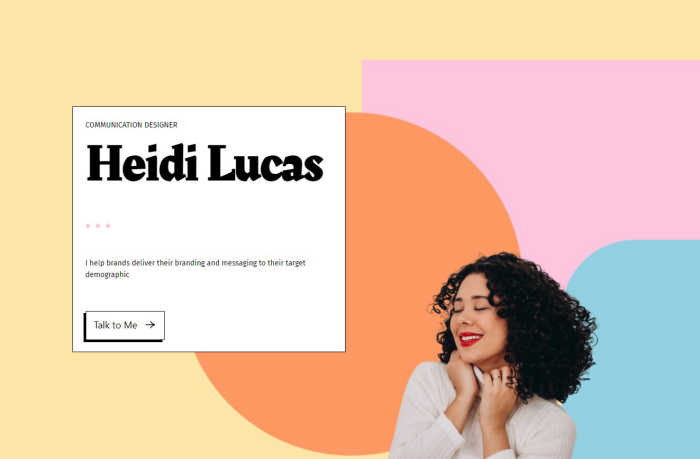 COMMUNICATION DESIGNER
Heidi Lucas
I help brands deliver their branding and messaging to their target
demographic
Talk to Me →